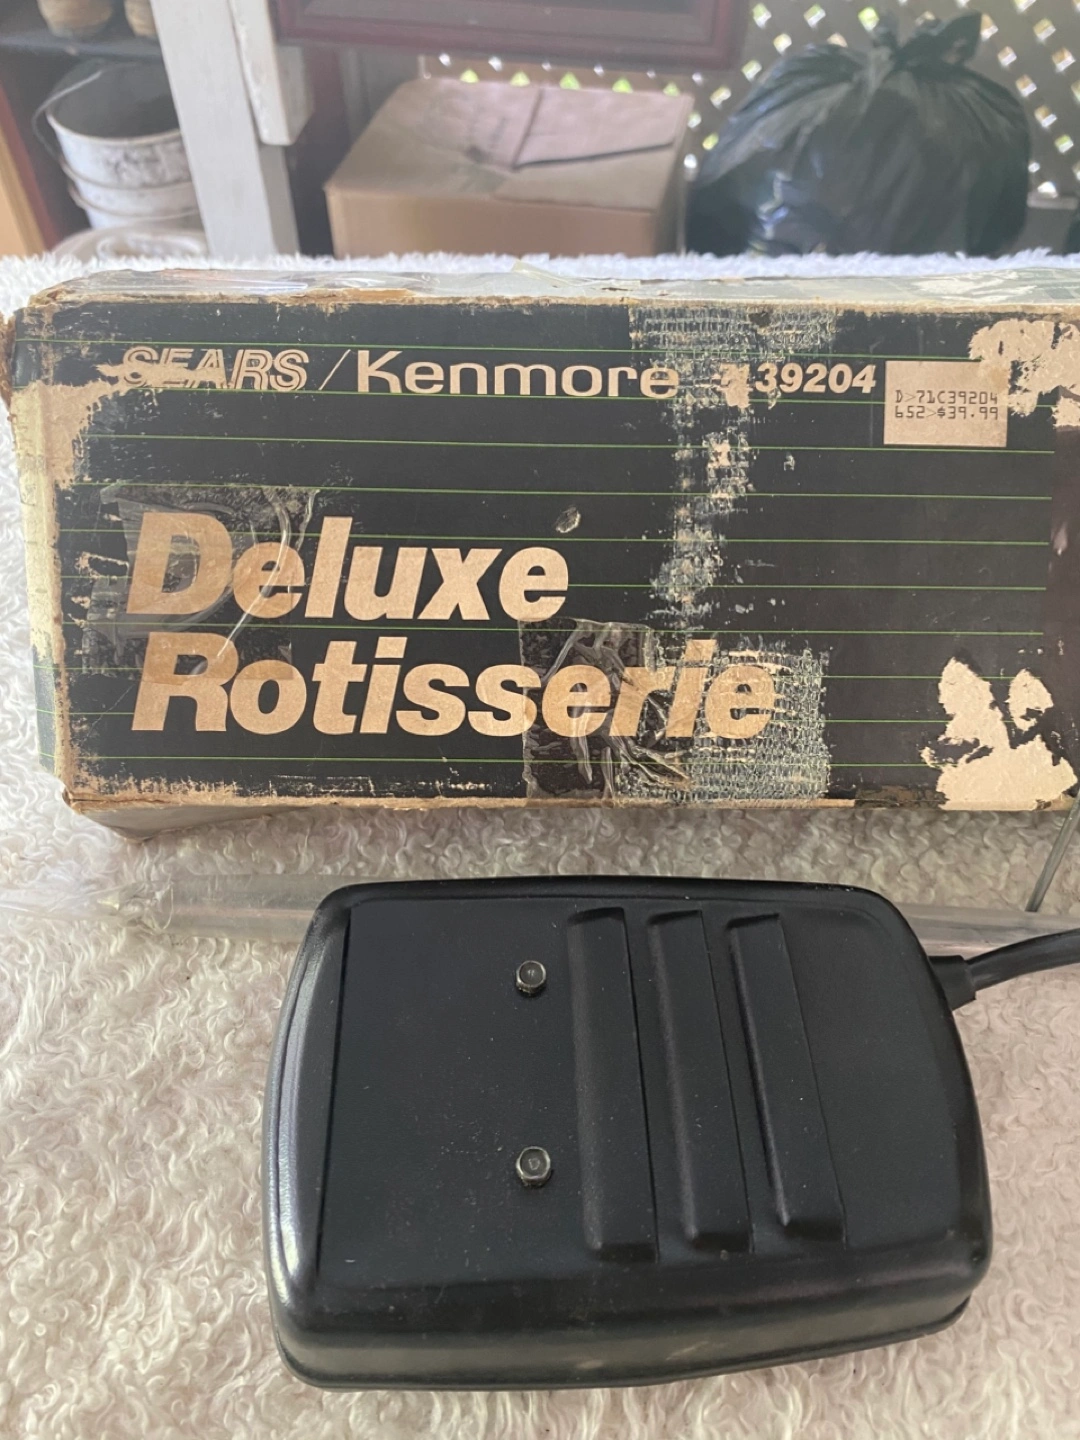 SEARS / Kenmore 39204
D>71C39204
652>$39.99
Deluxe
Rotisserie